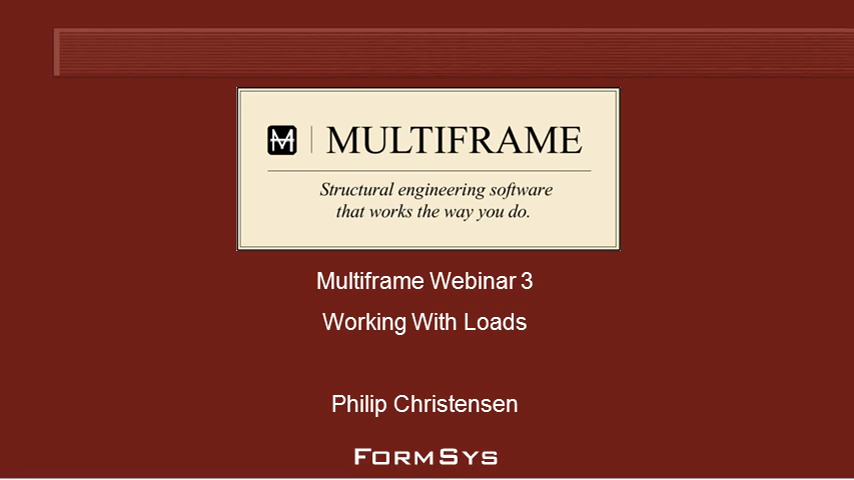 M | MULTIFRAME
Structural engineering software
that works the way you do.
Multiframe Webinar 3
Working With Loads
Philip Christensen
FORMSYS